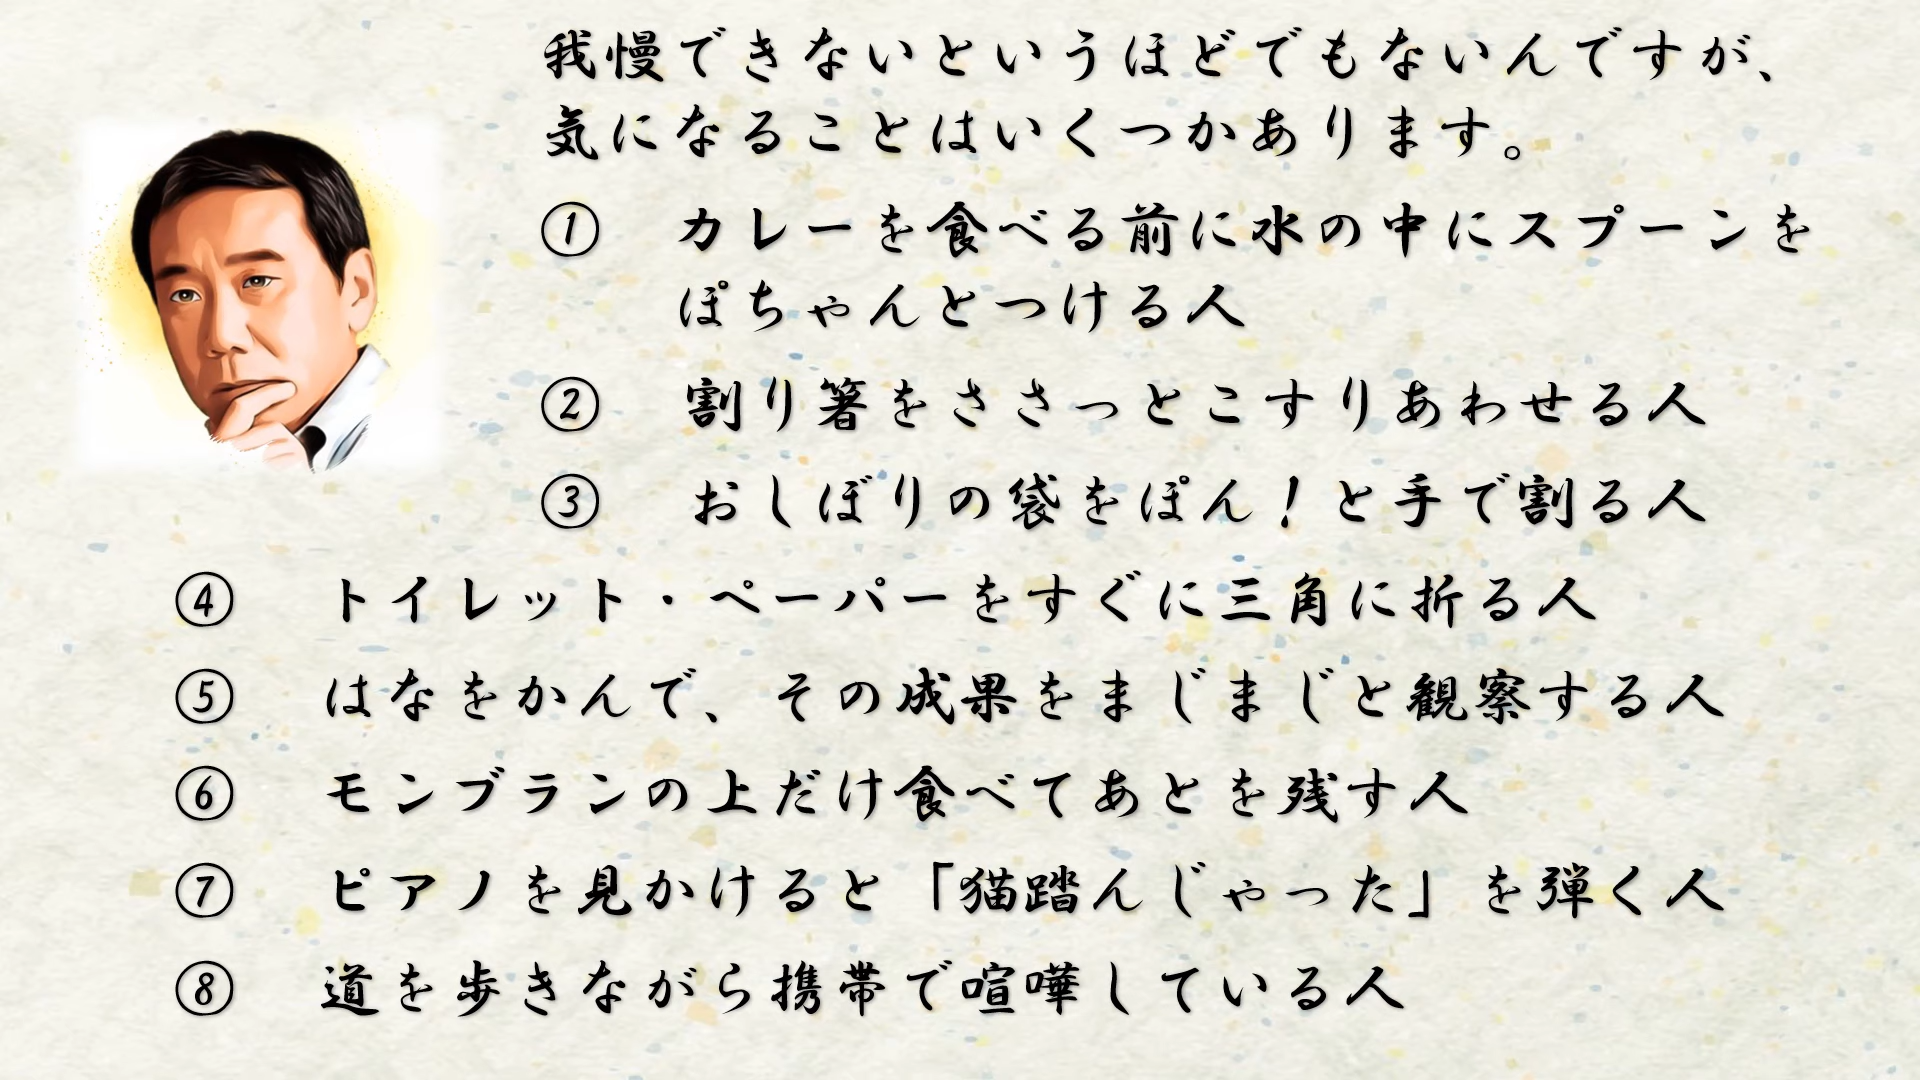 我慢できないというほどでもないんですが、
気になることはいくつかあります。
① カレーを食べる前に水の中にスプーンを
ぽちゃんとつける人
② 割り箸をささっとこすりあわせる人
③ おしぼりの袋をぽん！と手で割る人
④ トイレット・ペーパーをすぐに三角に折る人
⑤ はなをかんで、その成果をまじまじと観察する人
⑥ モンブランの上だけ食べてあとを残す人
⑦ ピアノを見かけると「猫踏んじゃった」を弾く人
⑧ 道を歩きながら携帯で喧嘩している人